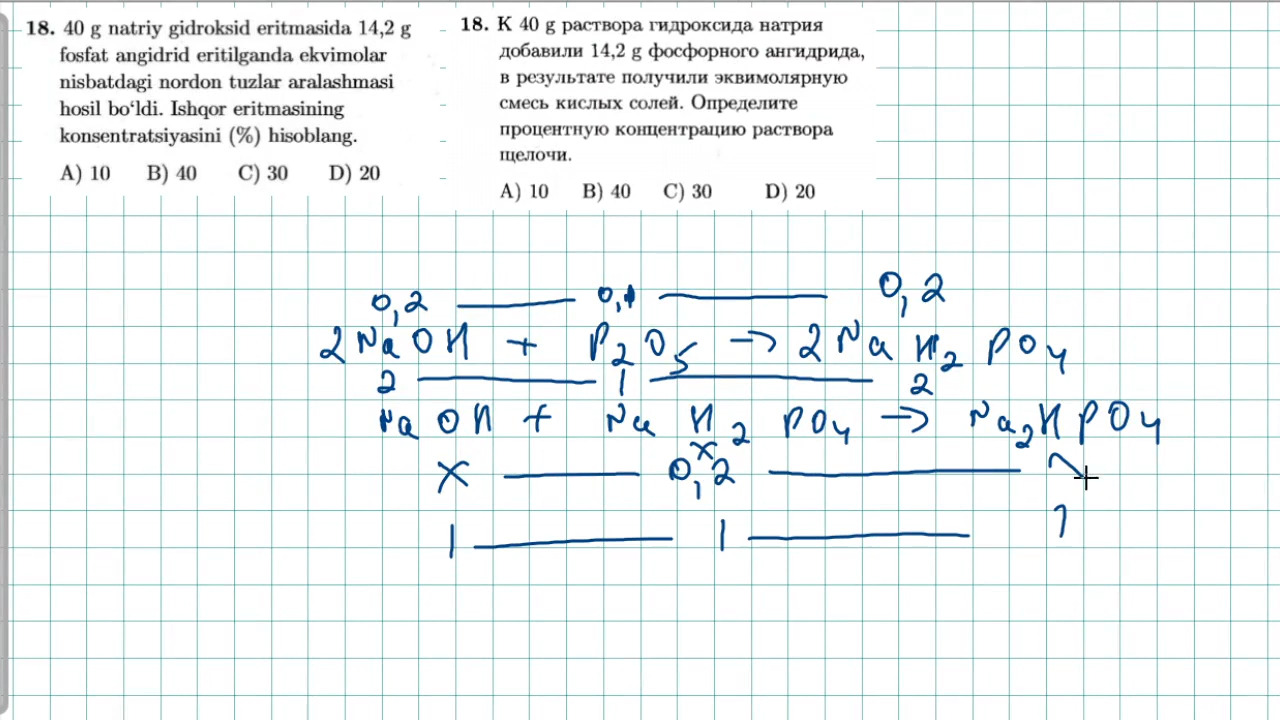 18. 40 g natriy gidroksid eritmasida 14,2 g
fosfat angidrid eritilganda ekvimolar
nisbatdagi nordon tuzlar aralashmasi
hosil bo‘ldi. Ishqor eritmasining
konsentratsiyasini (%) hisoblang.
A) 10 B) 40 C) 30 D) 20
18. К 40 g раствора гидроксида натрия
добавили 14,2 g фосфорного ангидрида,
в результате получили эквимолярную
смесь кислых солей. Определите
процентную концентрацию раствора
щелочи.
A) 10 B) 40 C) 30 D) 20
0,2 0,1 0,2
2NaOH + P2O5 -> 2NaH2PO4
2 1 2
NaOH + NaH2PO4 -> Na2HPO4
x
x 0,2
1 1 1